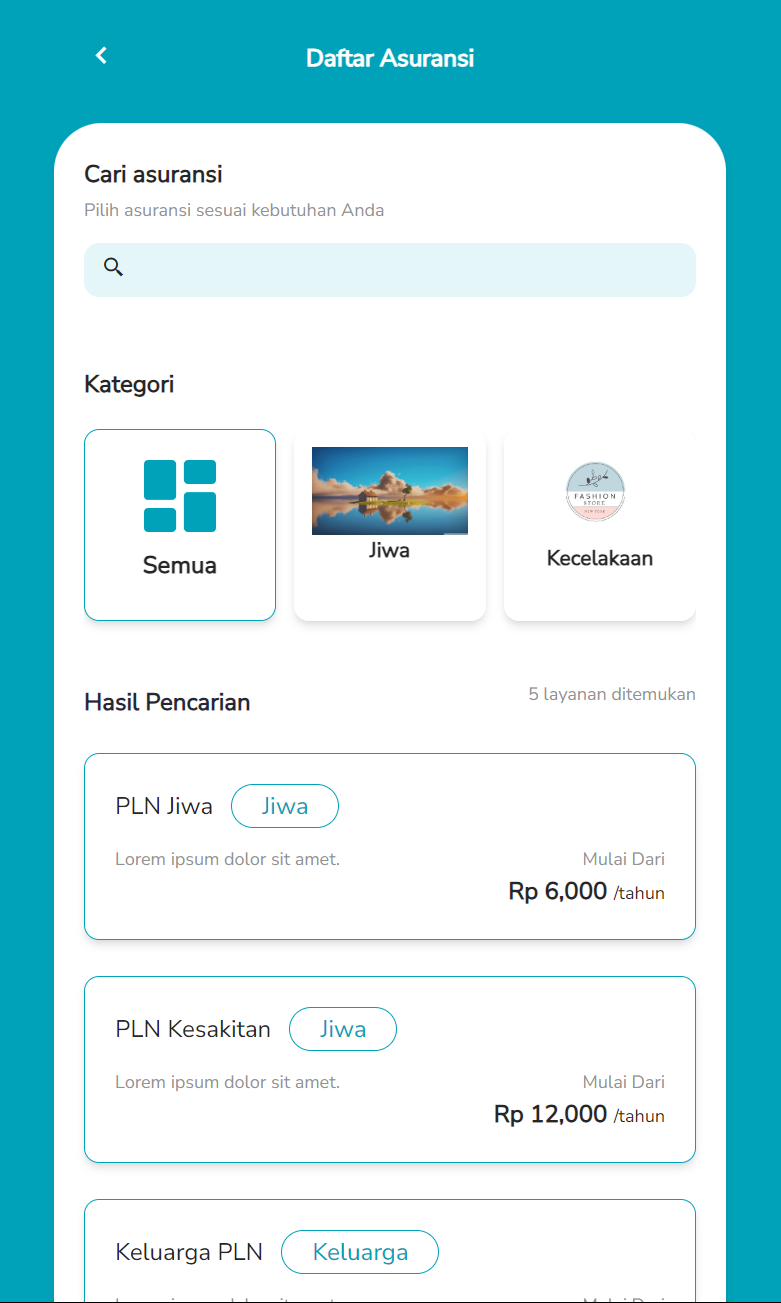 Daftar Asuransi
Cari asuransi
Pilih asuransi sesuai kebutuhan Anda
Kategori
Semua
Jiwa
FASHION
STORE
NEW YORK
Kecelakaan
Hasil Pencarian
5 layanan ditemukan
PLN Jiwa
Jiwa
Lorem ipsum dolor sit amet.
Mulai Dari
Rp 6,000 /tahun
PLN Kesakitan
Jiwa
Lorem ipsum dolor sit amet.
Mulai Dari
Rp 12,000 /tahun
Keluarga PLN
Keluarga